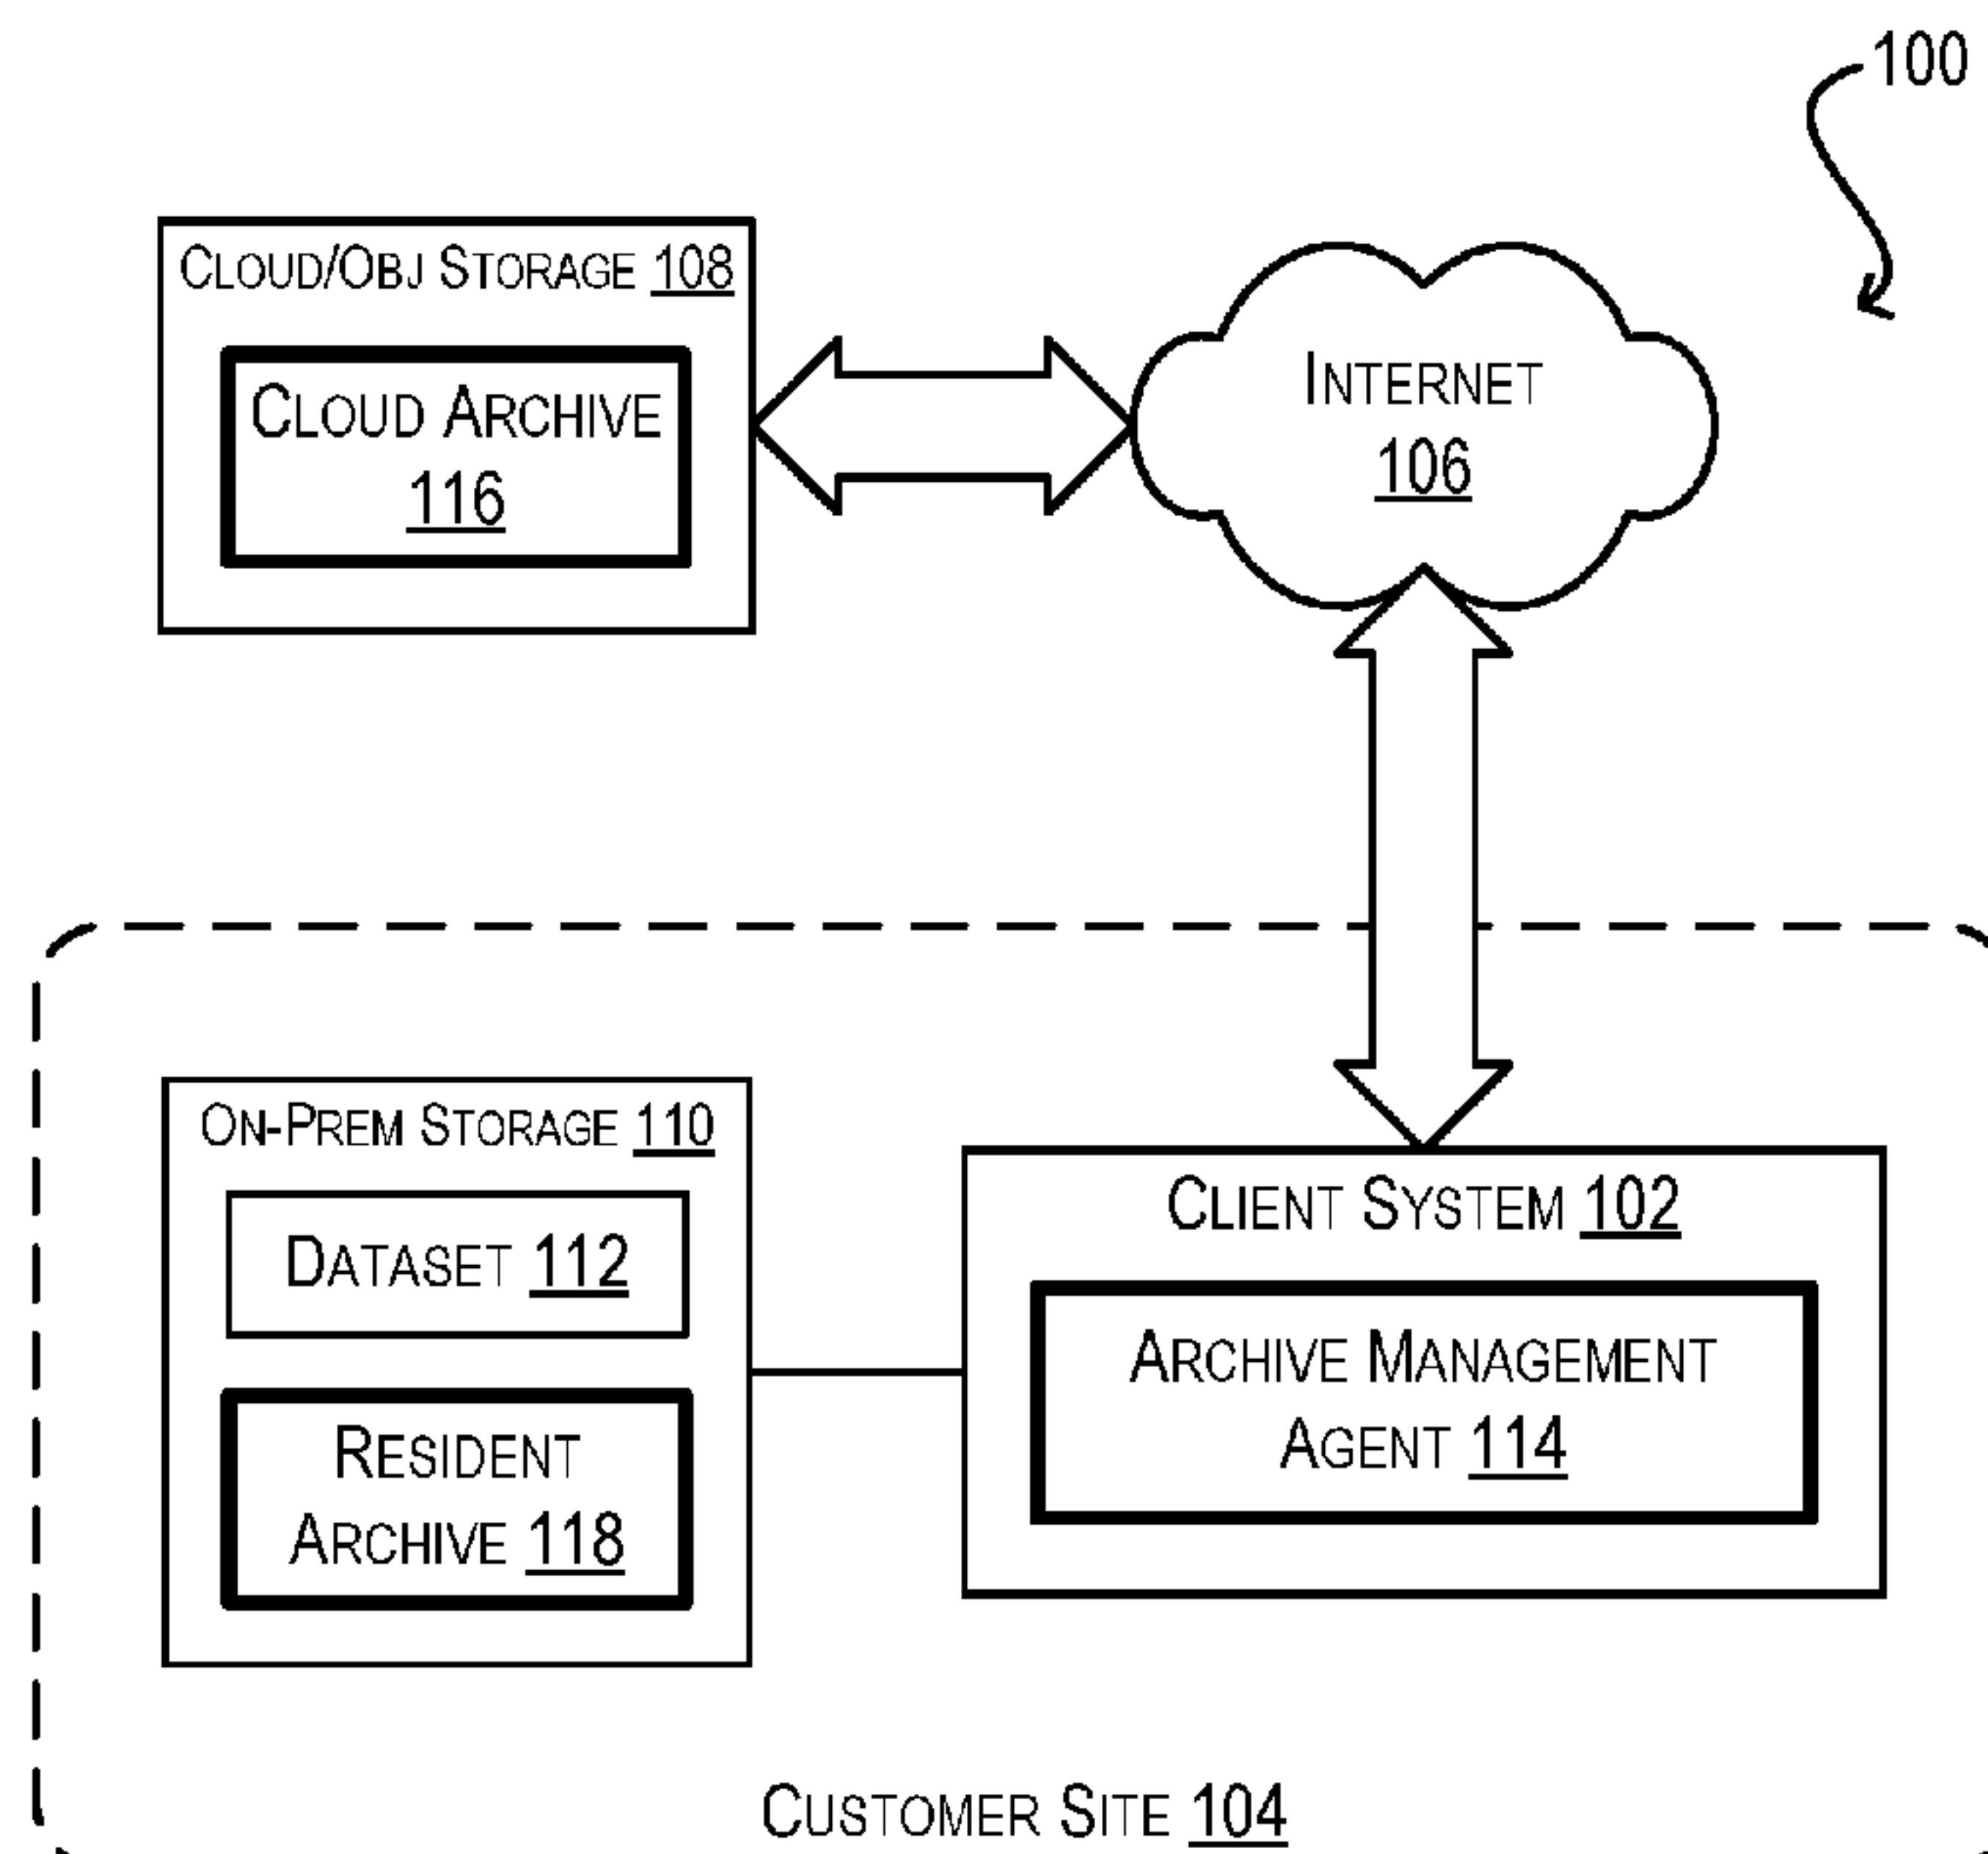 100
CLOUD/OBJ STORAGE 108
CLOUD ARCHIVE
116
INTERNET
106
ON-PREM STORAGE 110
DATASET 112
RESIDENT
ARCHIVE 118
CLIENT SYSTEM 102
ARCHIVE MANAGEMENT
AGENT 114
CUSTOMER SITE 104